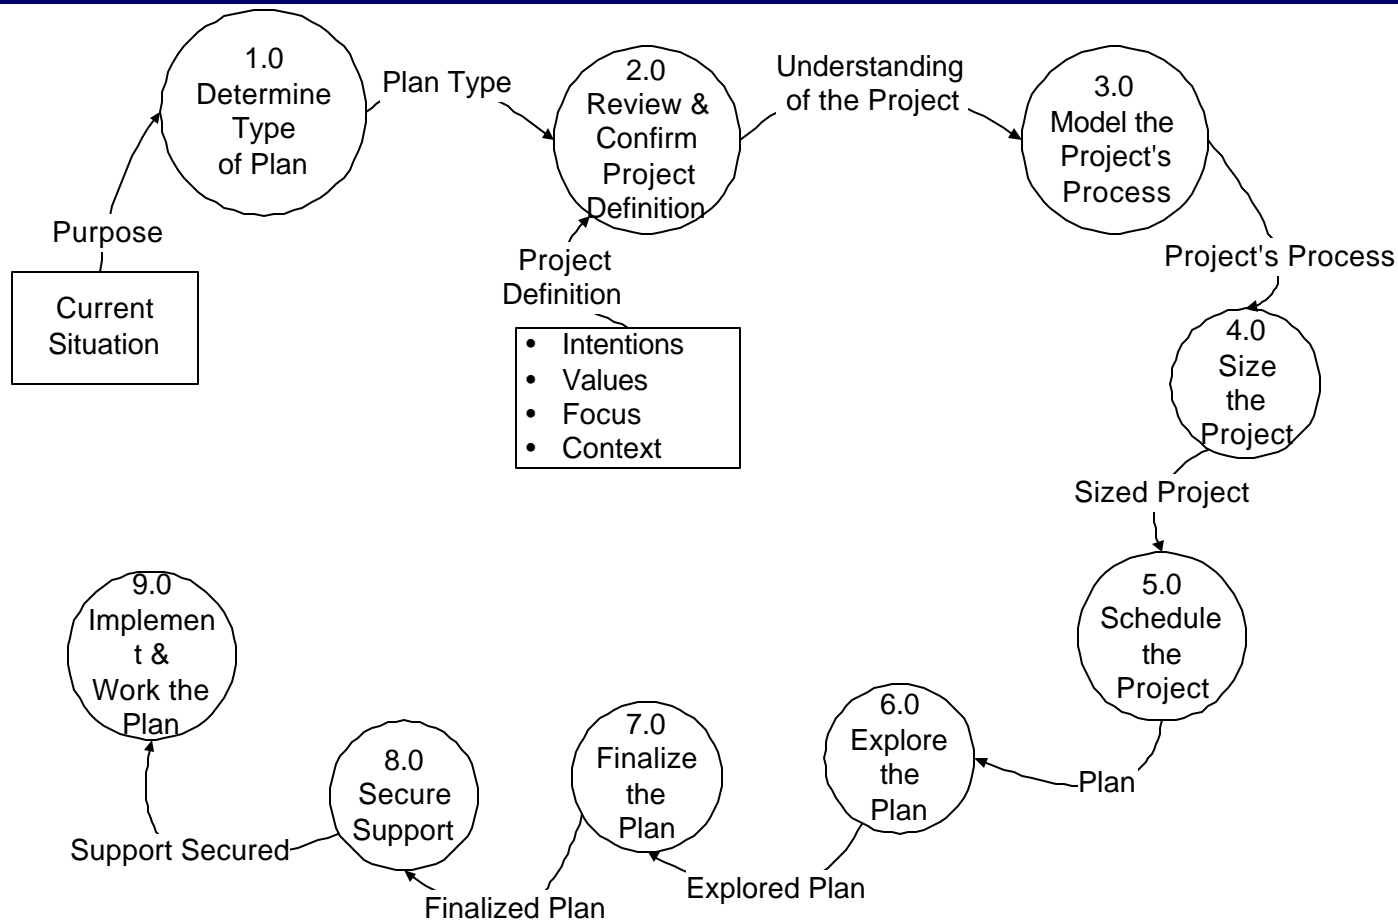 1.0
Determine
Type
of Plan
Plan Type
2.0
Review &
Confirm
Project
Definition
Understanding
of the Project
3.0
Model the
Project's
Process
Purpose
Current
Situation
Project
Definition
• Intentions
• Values
• Focus
• Context
Project's Process
4.0
Size
the
Project
Sized Project
5.0
Schedule
the
Project
Plan
6.0
Explore
the
Plan
Explored Plan
7.0
Finalize
the
Plan
Finalized Plan
8.0
Secure
Support
Support Secured
9.0
Implemen
t &
Work the
Plan